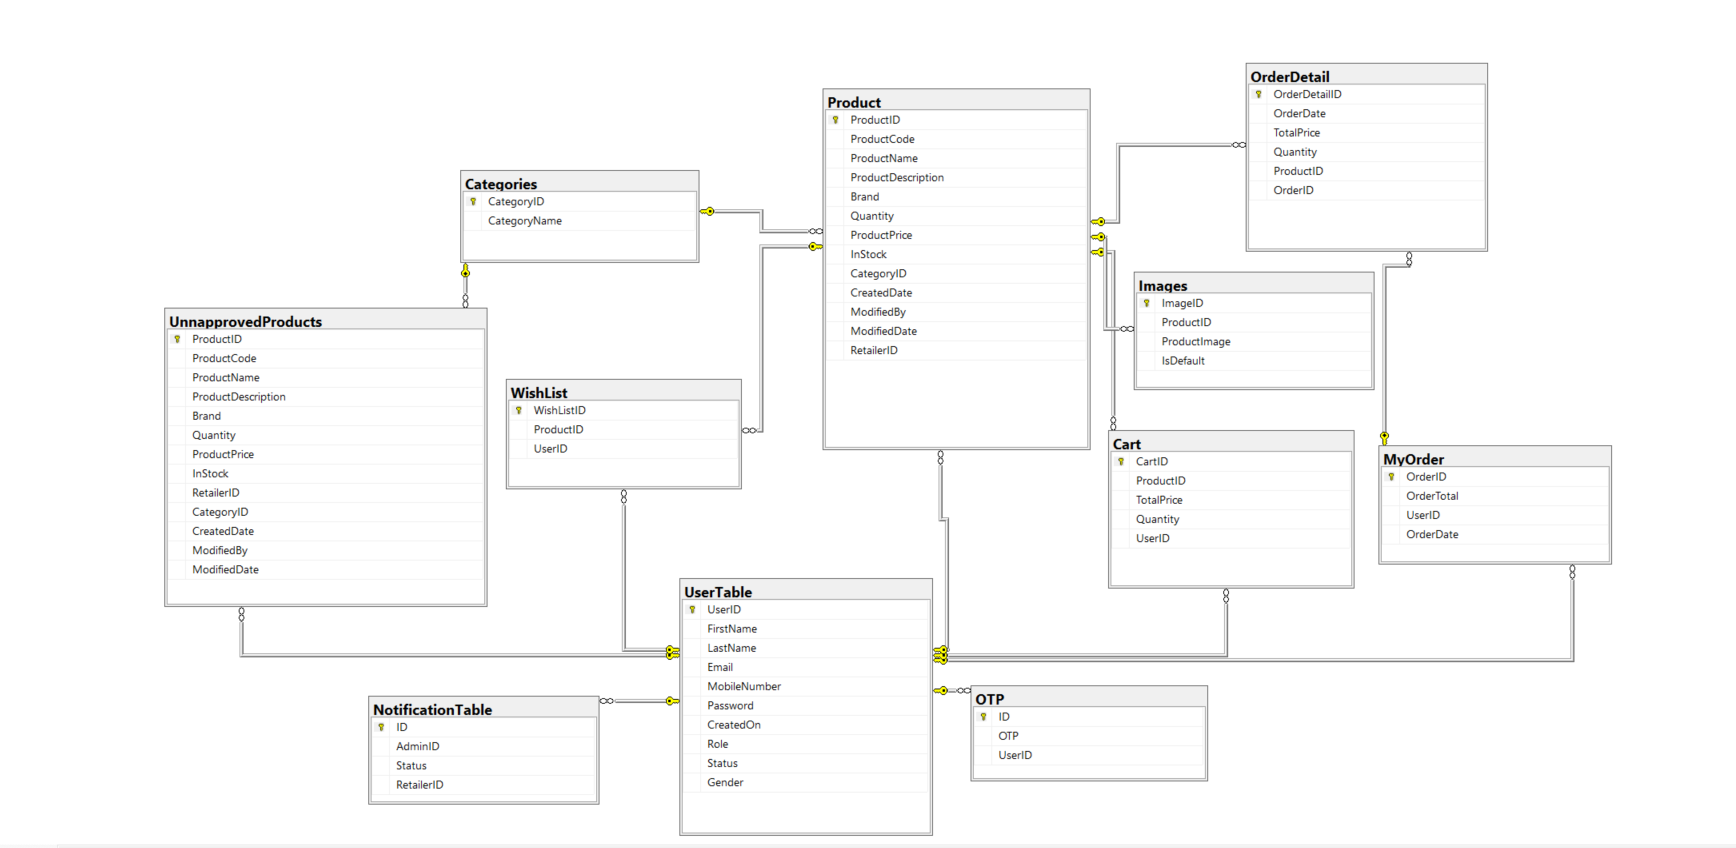 OrderDetail
OrderDetailID
OrderDate
TotalPrice
Quantity
ProductID
OrderID
Product
ProductID
ProductCode
ProductName
ProductDescription
Brand
Quantity
ProductPrice
InStock
CategoryID
CreatedDate
ModifiedBy
ModifiedDate
RetailerID
Categories
CategoryID
CategoryName
Images
ImageID
ProductID
ProductImage
IsDefault
UnnapprovedProducts
ProductID
ProductCode
ProductName
ProductDescription
Brand
Quantity
ProductPrice
InStock
RetailerID
CategoryID
CreatedDate
ModifiedBy
ModifiedDate
WishList
WishListID
ProductID
UserID
Cart
CartID
ProductID
TotalPrice
Quantity
UserID
MyOrder
OrderID
OrderTotal
UserID
OrderDate
UserTable
UserID
FirstName
LastName
Email
MobileNumber
Password
CreatedOn
Role
Status
Gender
NotificationTable
ID
AdminID
Status
RetailerID
OTP
ID
OTP
UserID